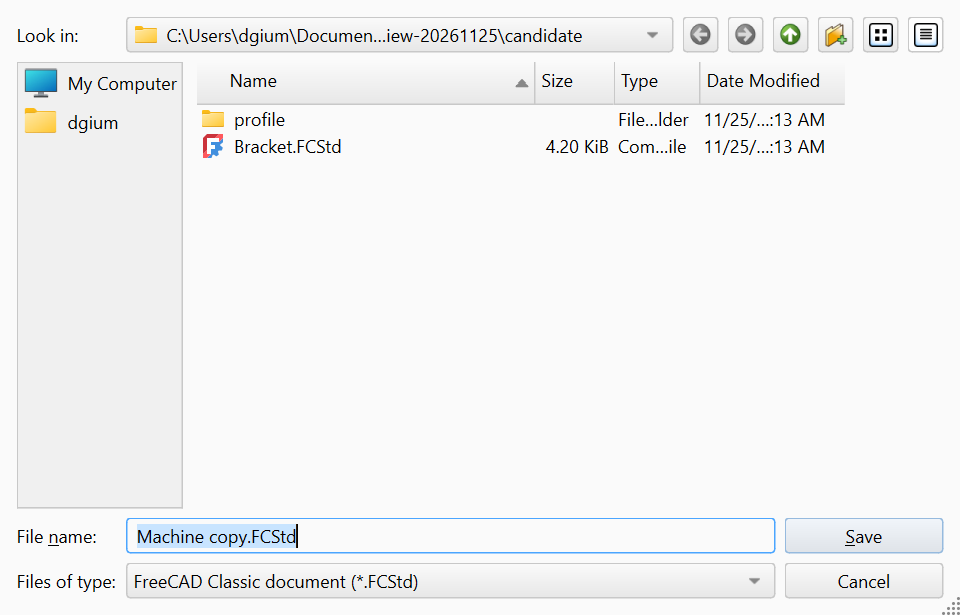 Look in: C:\Users\dgium\Documen...iew-20261125\candidate
My Computer
dgium
Name Size Type Date Modified
profile File...lder 11/25/...:13 AM
Bracket.FCStd 4.20 KiB Com...ile 11/25/...:13 AM
File name: Machine copy.FCStd Save
Files of type: FreeCAD Classic document (*.FCStd) Cancel